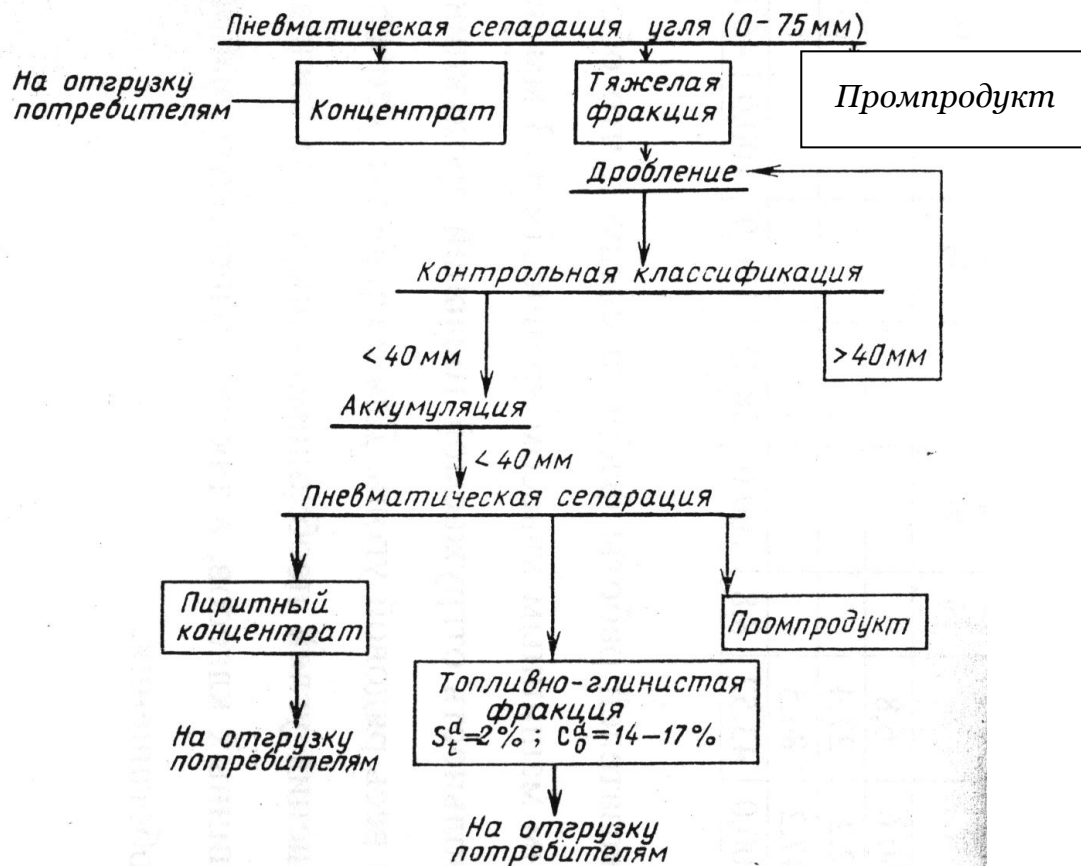 Пневматическая сепарация угля (0-75мм)
На отгрузку
потребителям
Концентрат
Тяжелая
фракция
Промпродукт
Дробление
Контрольная классификация
<40мм
>40мм
Аккумуляция
<40мм
Пневматическая сепарация
Пиритный
концентрат
Промпродукт
Топливно-глинистая
фракция
S_t^d=2%; C_0^d=14—17%
На отгрузку
потребителям
На отгрузку
потребителям